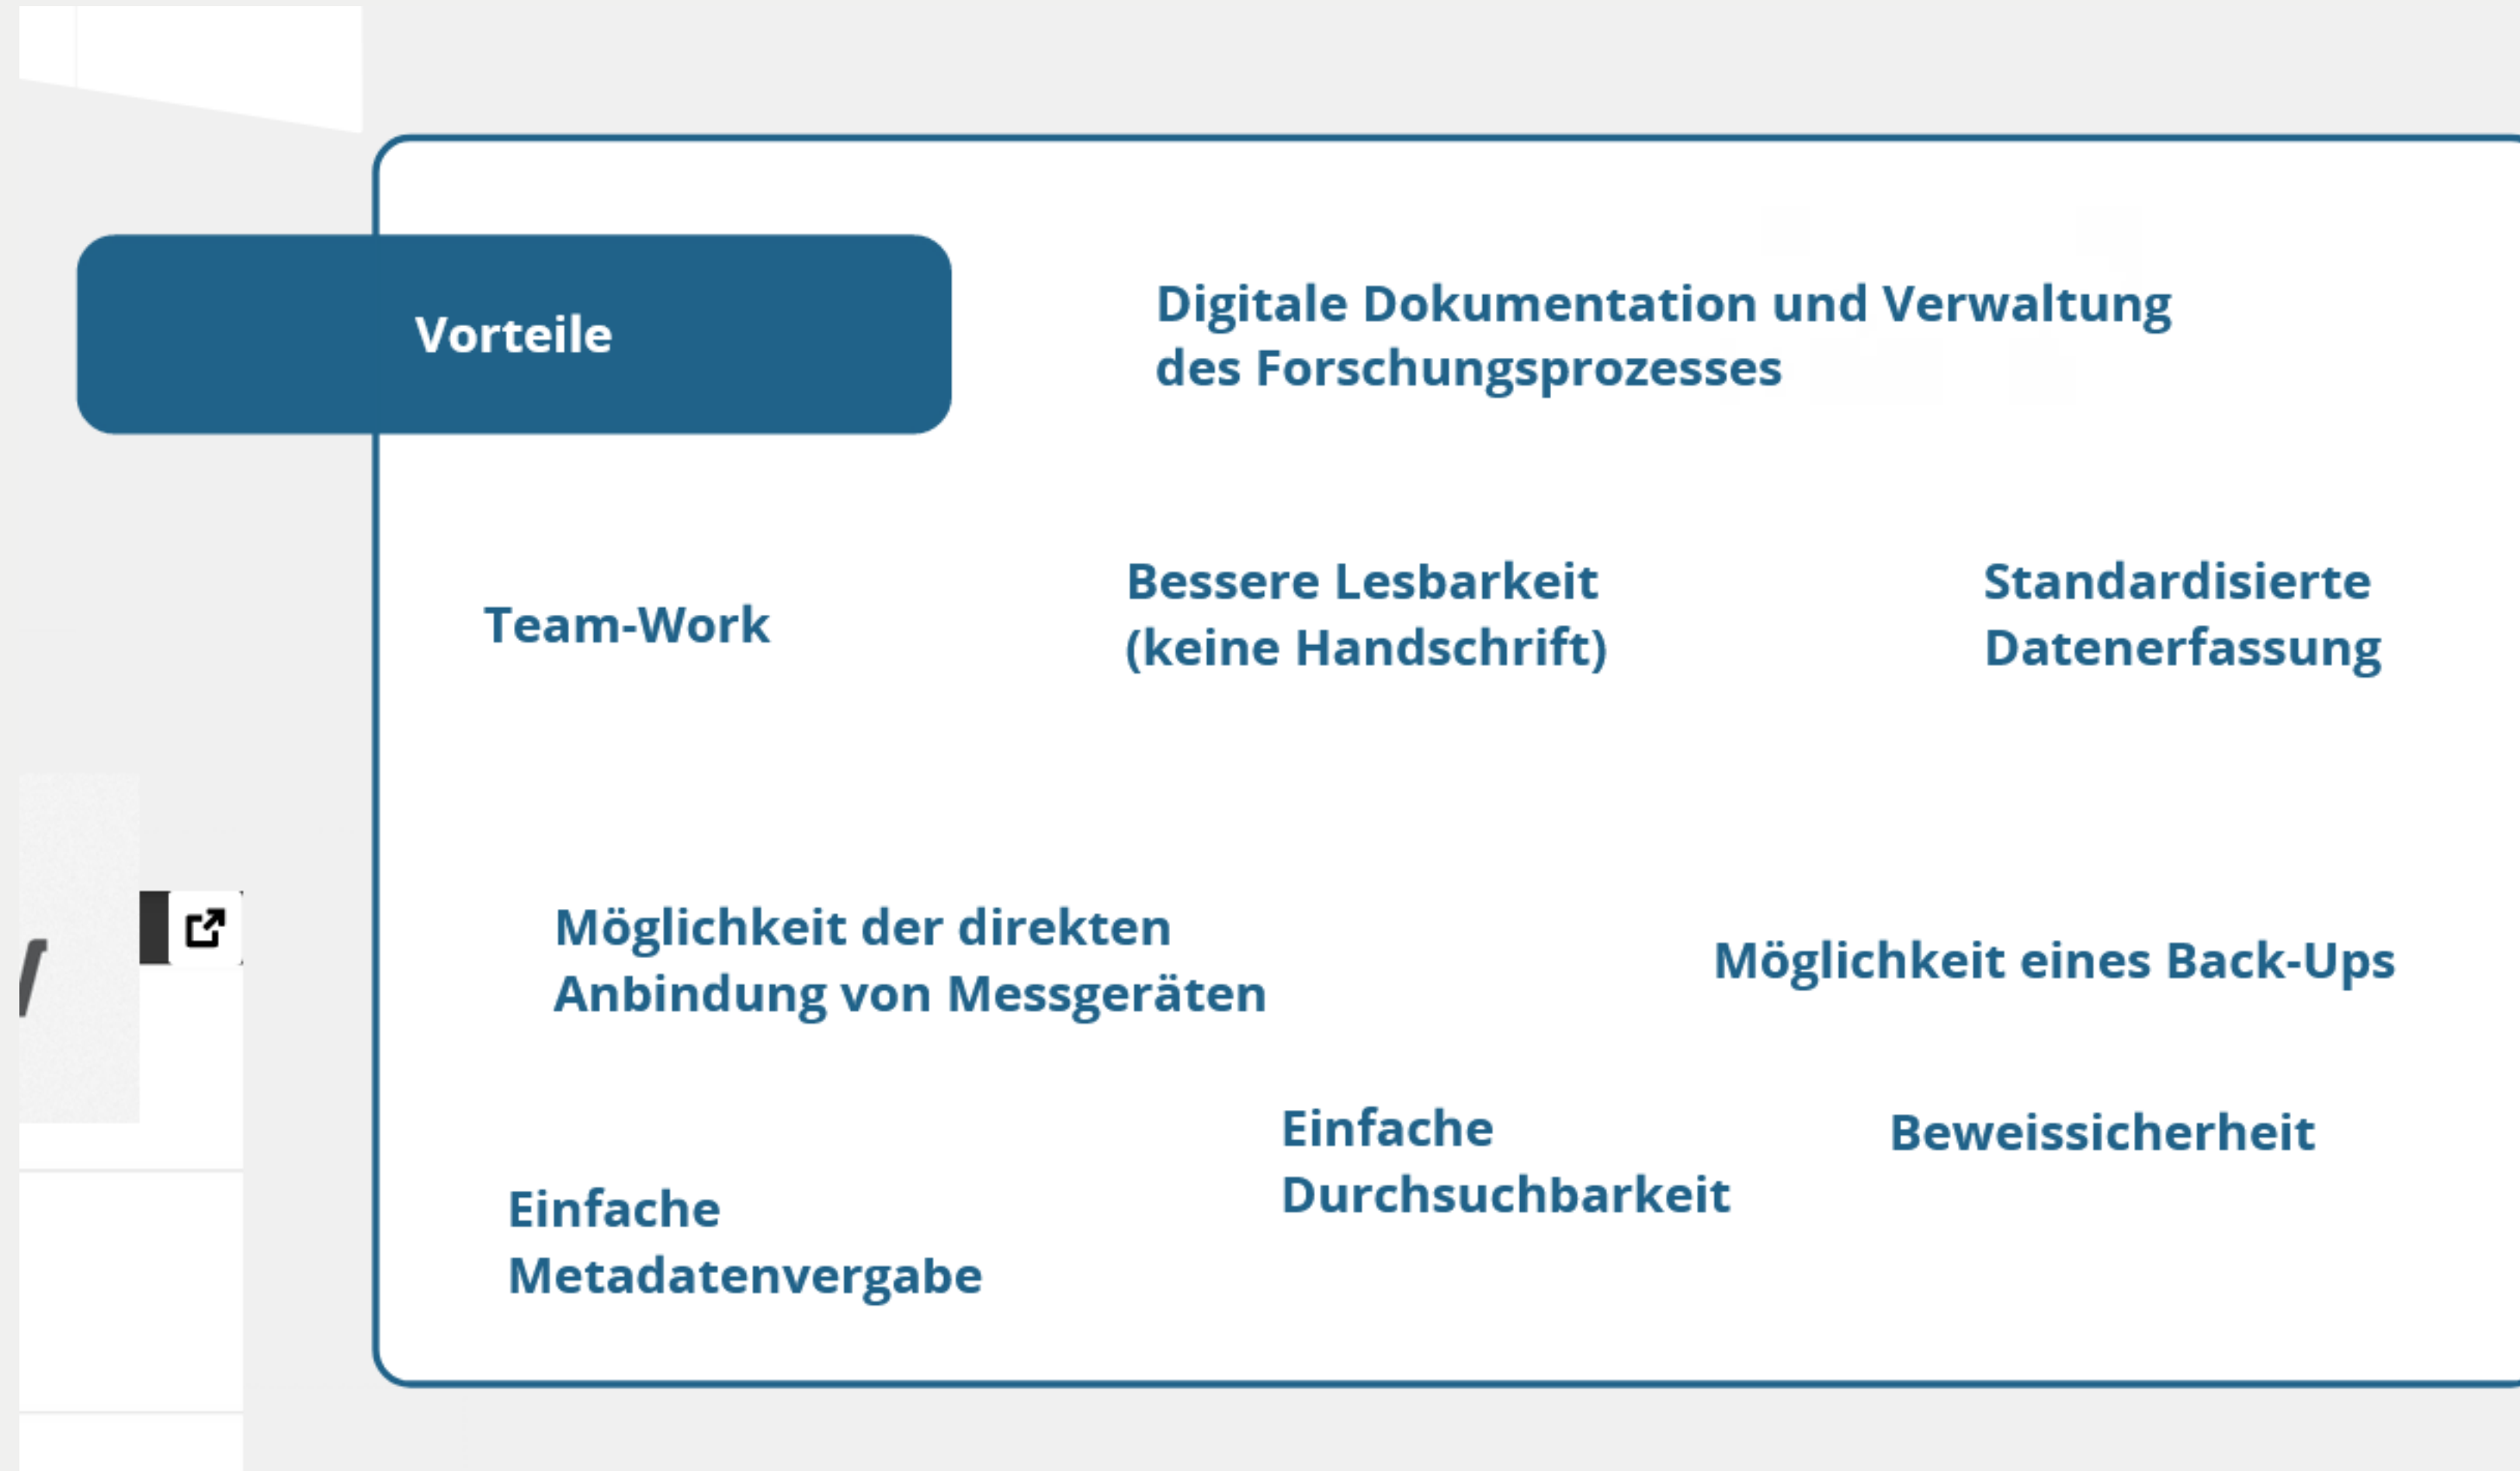 Vorteile
Digitale Dokumentation und Verwaltung
des Forschungsprozesses
Team-Work
Bessere Lesbarkeit
(keine Handschrift)
Standardisierte
Datenerfassung
Möglichkeit der direkten
Anbindung von Messgeräten
Möglichkeit eines Back-Ups
Einfache
Durchsuchbarkeit
Beweissicherheit
Einfache
Metadatenvergabe